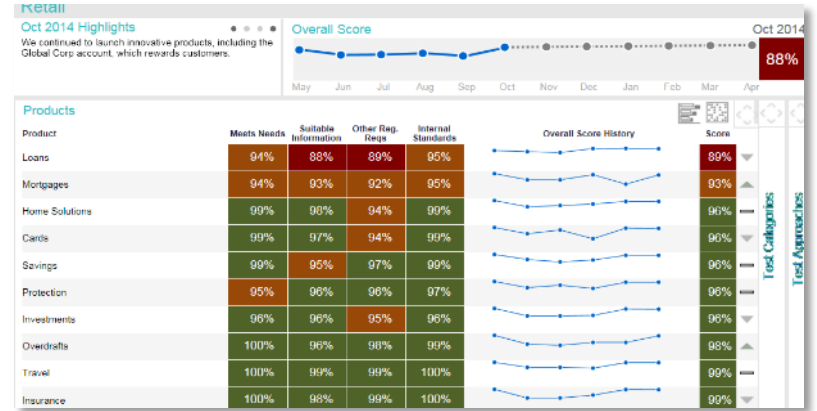 Retail
Oct 2014 Highlights
We continued to launch innovative products, including the
Global Corp account, which rewards customers.
Overall Score
Oct 2014
88%
May Jun Jul Aug Sep Oct Nov Dec Jan Feb Mar Apr
Products
Product Meets Needs Suitable Information Other Reg. Reqs Internal Standards Overall Score History Score
Loans 94% 88% 89% 95% 89%
Mortgages 94% 93% 92% 95% 93%
Home Solutions 99% 98% 94% 99% 96%
Cards 99% 97% 94% 99% 96%
Savings 99% 95% 97% 99% 96%
Protection 95% 96% 96% 97% 96%
Investments 96% 96% 95% 96% 96%
Overdrafts 100% 96% 98% 99% 98%
Travel 100% 99% 99% 100% 99%
Insurance 100% 98% 99% 100% 99%
Test Categories
Test Approaches